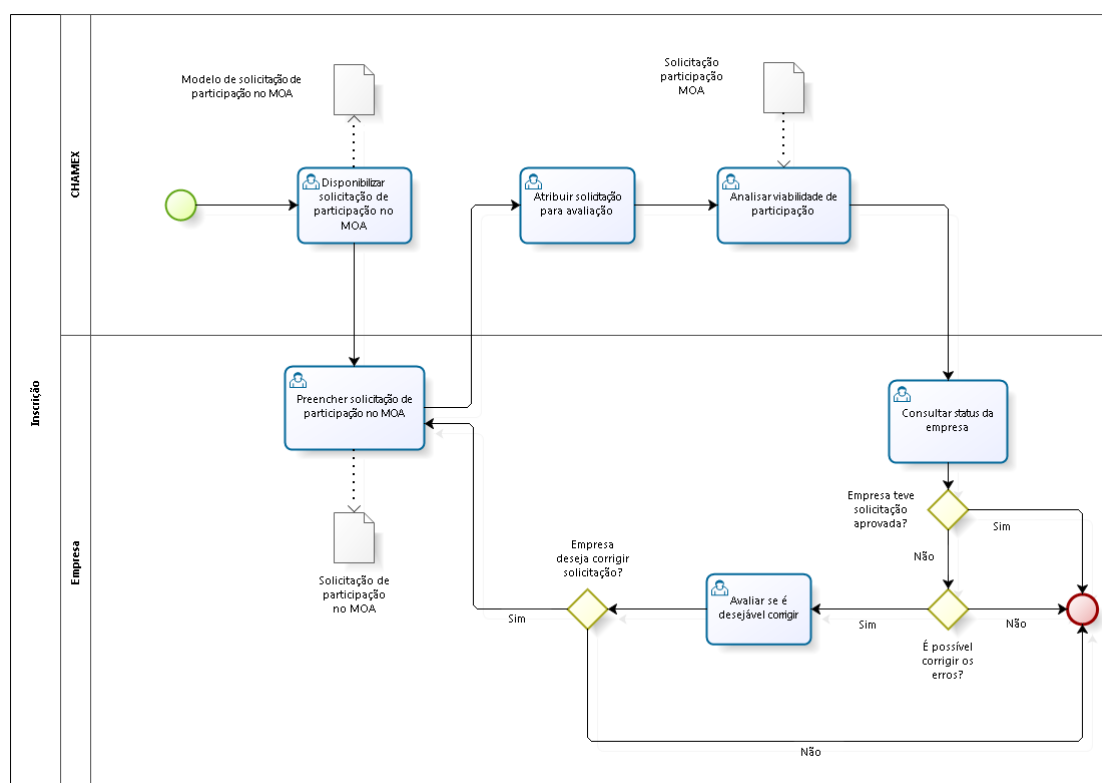 Inscrição
CHAMEX
Modelo de solicitação de
participação no MOA
Solicitação
participação
MOA
Disponibilizar
solicitação de
participação no
MOA
Atribuir solicitação
para avaliação
Analisar viabilidade de
participação
Empresa
Preencher solicitação de
participação no MOA
Solicitação de
participação
no MOA
Consultar status da
empresa
Empresa teve
solicitação
aprovada?
Sim
Não
É possível
corrigir os
erros?
Não
Sim
Avaliar se é
desejável corrigir
Empresa
deseja corrigir
solicitação?
Sim
Não